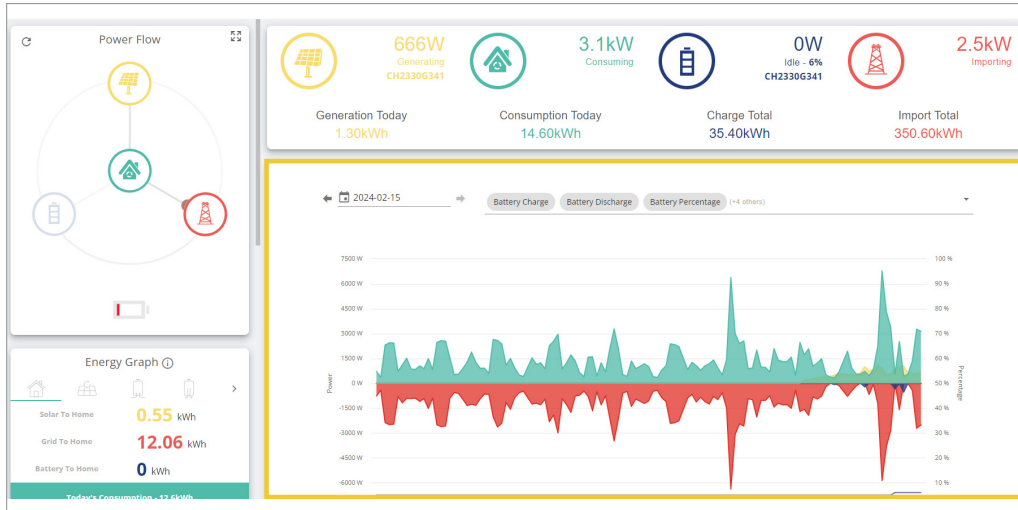 Power Flow
666W
Generating
CH2330G341
3.1kW
Consuming
0W
Idle - 6%
CH2330G341
2.5kW
Importing
Generation Today
1.30kWh
Consumption Today
14.60kWh
Charge Total
35.40kWh
Import Total
350.60kWh
2024-02-15
Battery Charge
Battery Discharge
Battery Percentage
(+4 others)
7500 W
6000 W
4500 W
3000 W
1500 W
0 W
-1500 W
-3000 W
-4500 W
-6000 W
Power
100 %
90 %
80 %
70 %
60 %
50 %
40 %
30 %
20 %
10 %
Percentage
Energy Graph
Solar To Home
0.55 kWh
Grid To Home
12.06 kWh
Battery To Home
0 kWh
Today's Consumption - 12.6kWh